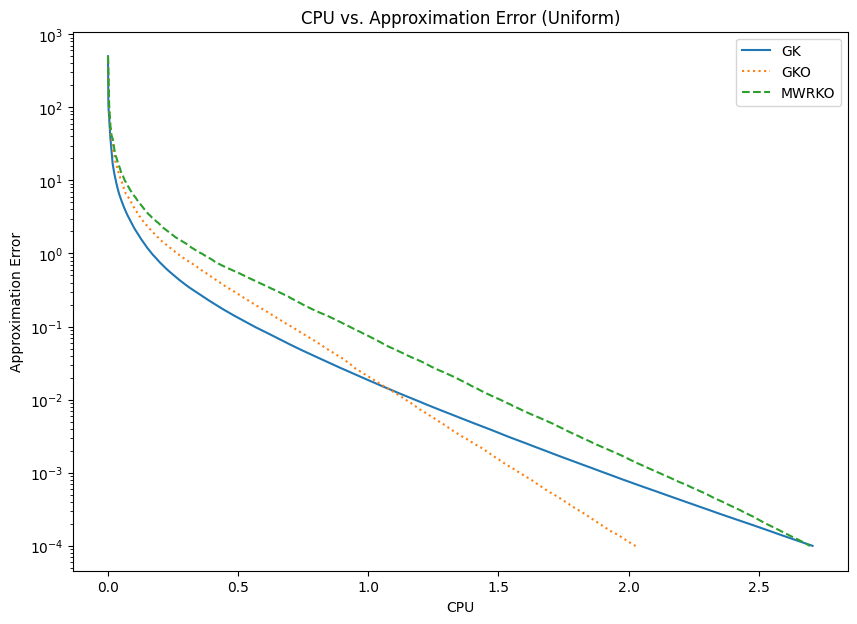 CPU vs. Approximation Error (Uniform)
GK
GKO
MWRKO
Approximation Error
10³
10²
10¹
10⁰
10⁻¹
10⁻²
10⁻³
10⁻⁴
0.0 0.5 1.0 1.5 2.0 2.5
CPU